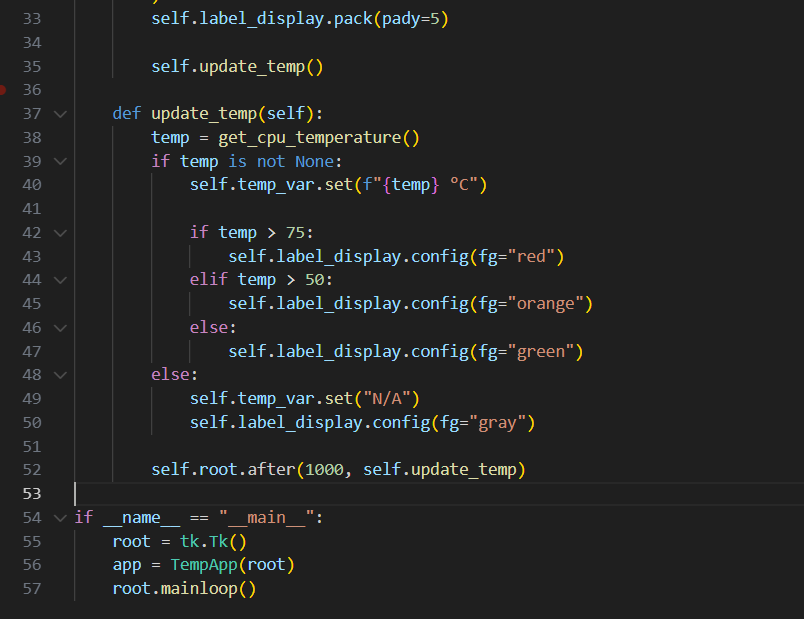 33 self.label_display.pack(pady=5)
34
35 self.update_temp()
36
37 def update_temp(self):
38 temp = get_cpu_temperature()
39 if temp is not None:
40 self.temp_var.set(f"{temp} °C")
41
42 if temp > 75:
43 self.label_display.config(fg="red")
44 elif temp > 50:
45 self.label_display.config(fg="orange")
46 else:
47 self.label_display.config(fg="green")
48 else:
49 self.temp_var.set("N/A")
50 self.label_display.config(fg="gray")
51
52 self.root.after(1000, self.update_temp)
53
54 if __name__ == "__main__":
55 root = tk.Tk()
56 app = TempApp(root)
57 root.mainloop()